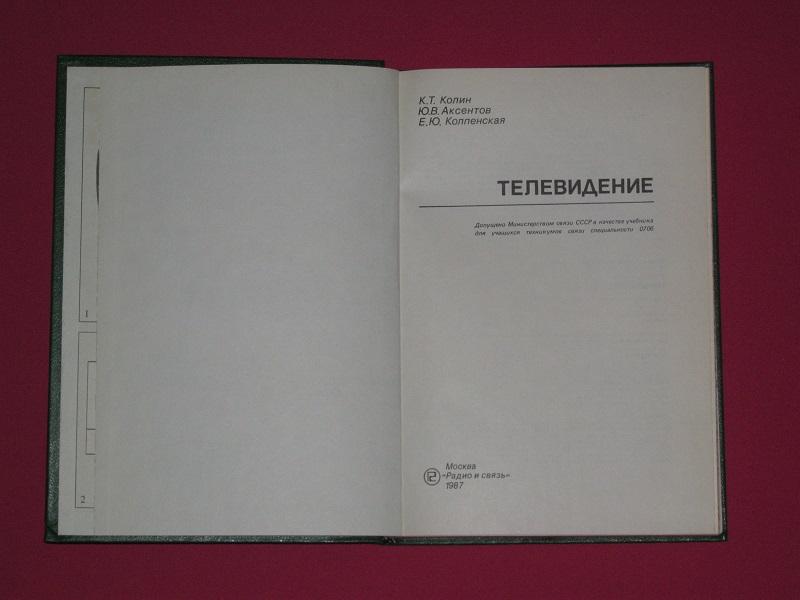 1
2
К.Т. Колин
Ю.В. Аксентов
Е.Ю. Колпенская
ТЕЛЕВИДЕНИЕ
Допущено Министерством связи СССР в качестве учебника
для учащихся техникумов связи специальности 0706
Москва
«Радио и связь»
1987